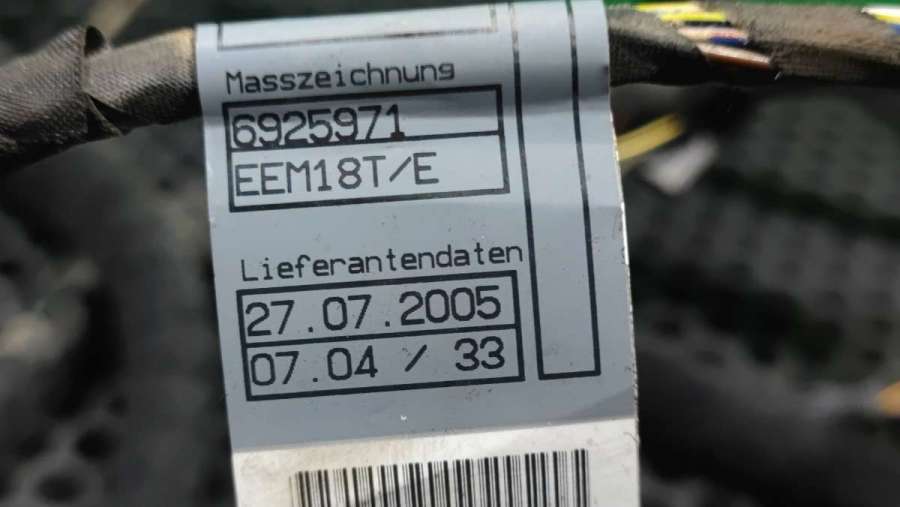 Masszeichnung
6925971
EEM18T/E
Lieferantendaten
27.07.2005
07.04 / 33